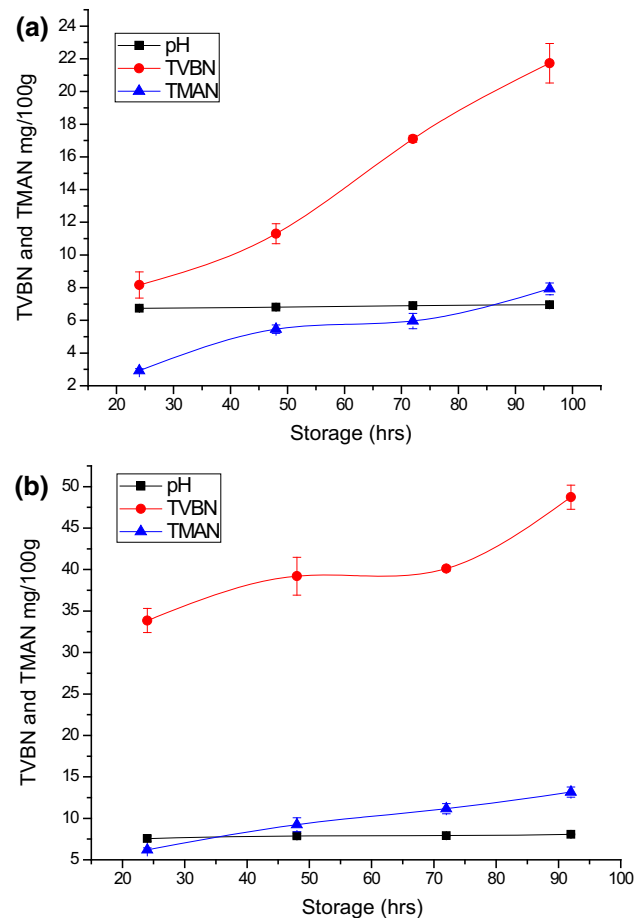 (a)
pH
TVBN
TMAN
TVBN and TMAN mg/100g
24
22
20
18
16
14
12
10
8
6
4
2
20 30 40 50 60 70 80 90 100
Storage (hrs)
(b)
pH
TVBN
TMAN
TVBN and TMAN mg/100g
50
45
40
35
30
25
20
15
10
5
20 30 40 50 60 70 80 90 100
Storage (hrs)